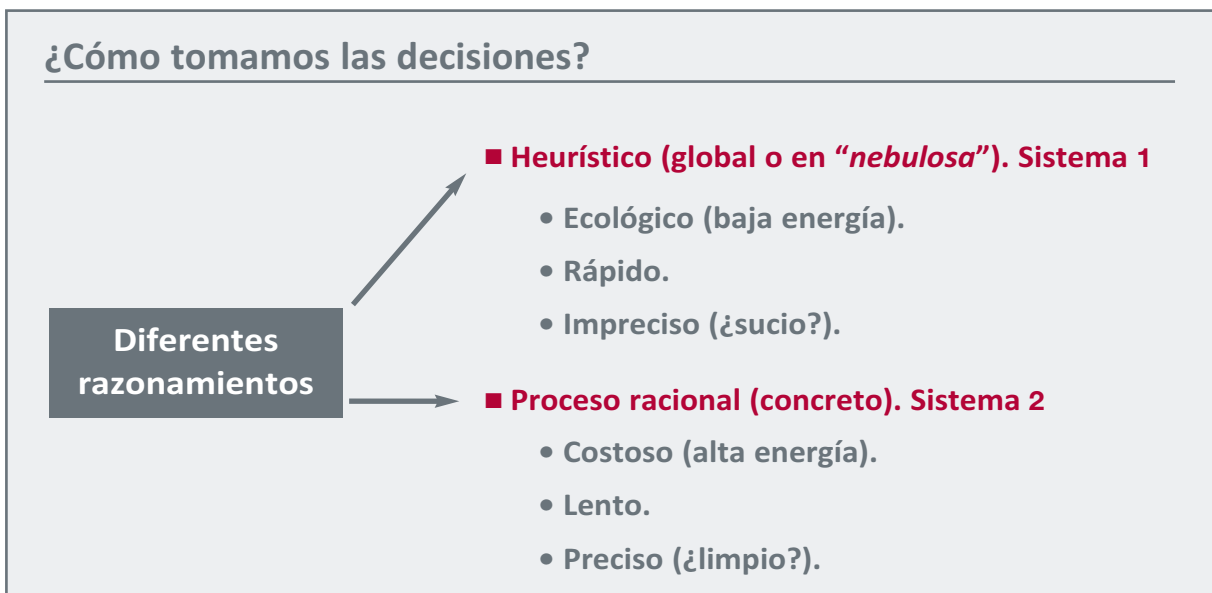 ¿Cómo tomamos las decisiones?
■ Heurístico (global o en “nebulosa”). Sistema 1
• Ecológico (baja energía).
• Rápido.
• Impreciso (¿sucio?).
Diferentes
razonamientos
■ Proceso racional (concreto). Sistema 2
• Costoso (alta energía).
• Lento.
• Preciso (¿limpio?).